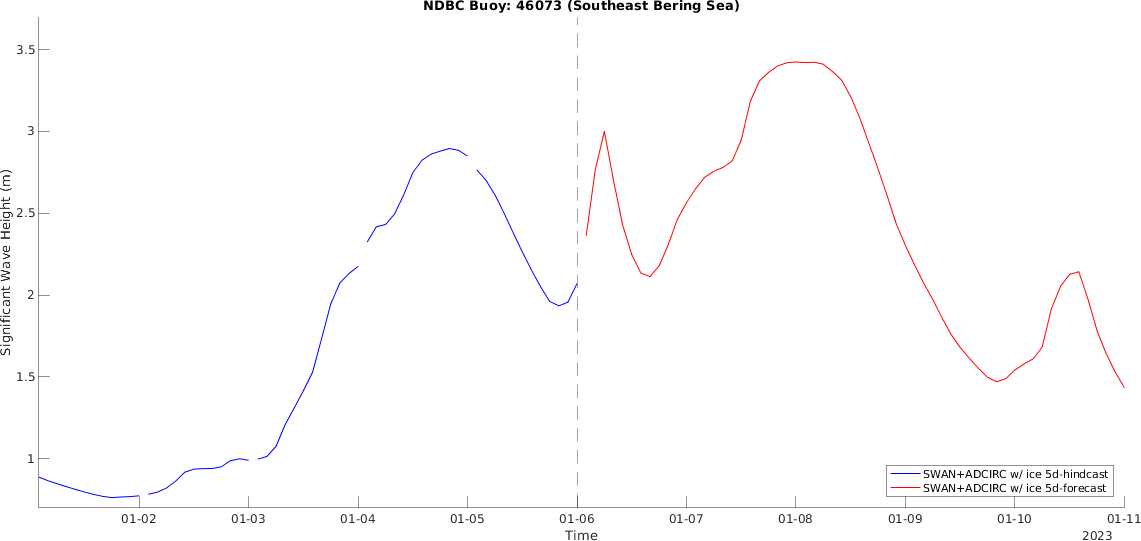 NDBC Buoy: 46073 (Southeast Bering Sea)
Significant Wave Height (m)
3.5
3
2.5
2
1.5
1
01-02 01-03 01-04 01-05 01-06 01-07 01-08 01-09 01-10 01-11
Time
2023
SWAN+ADCIRC w/ ice 5d-hindcast
SWAN+ADCIRC w/ ice 5d-forecast